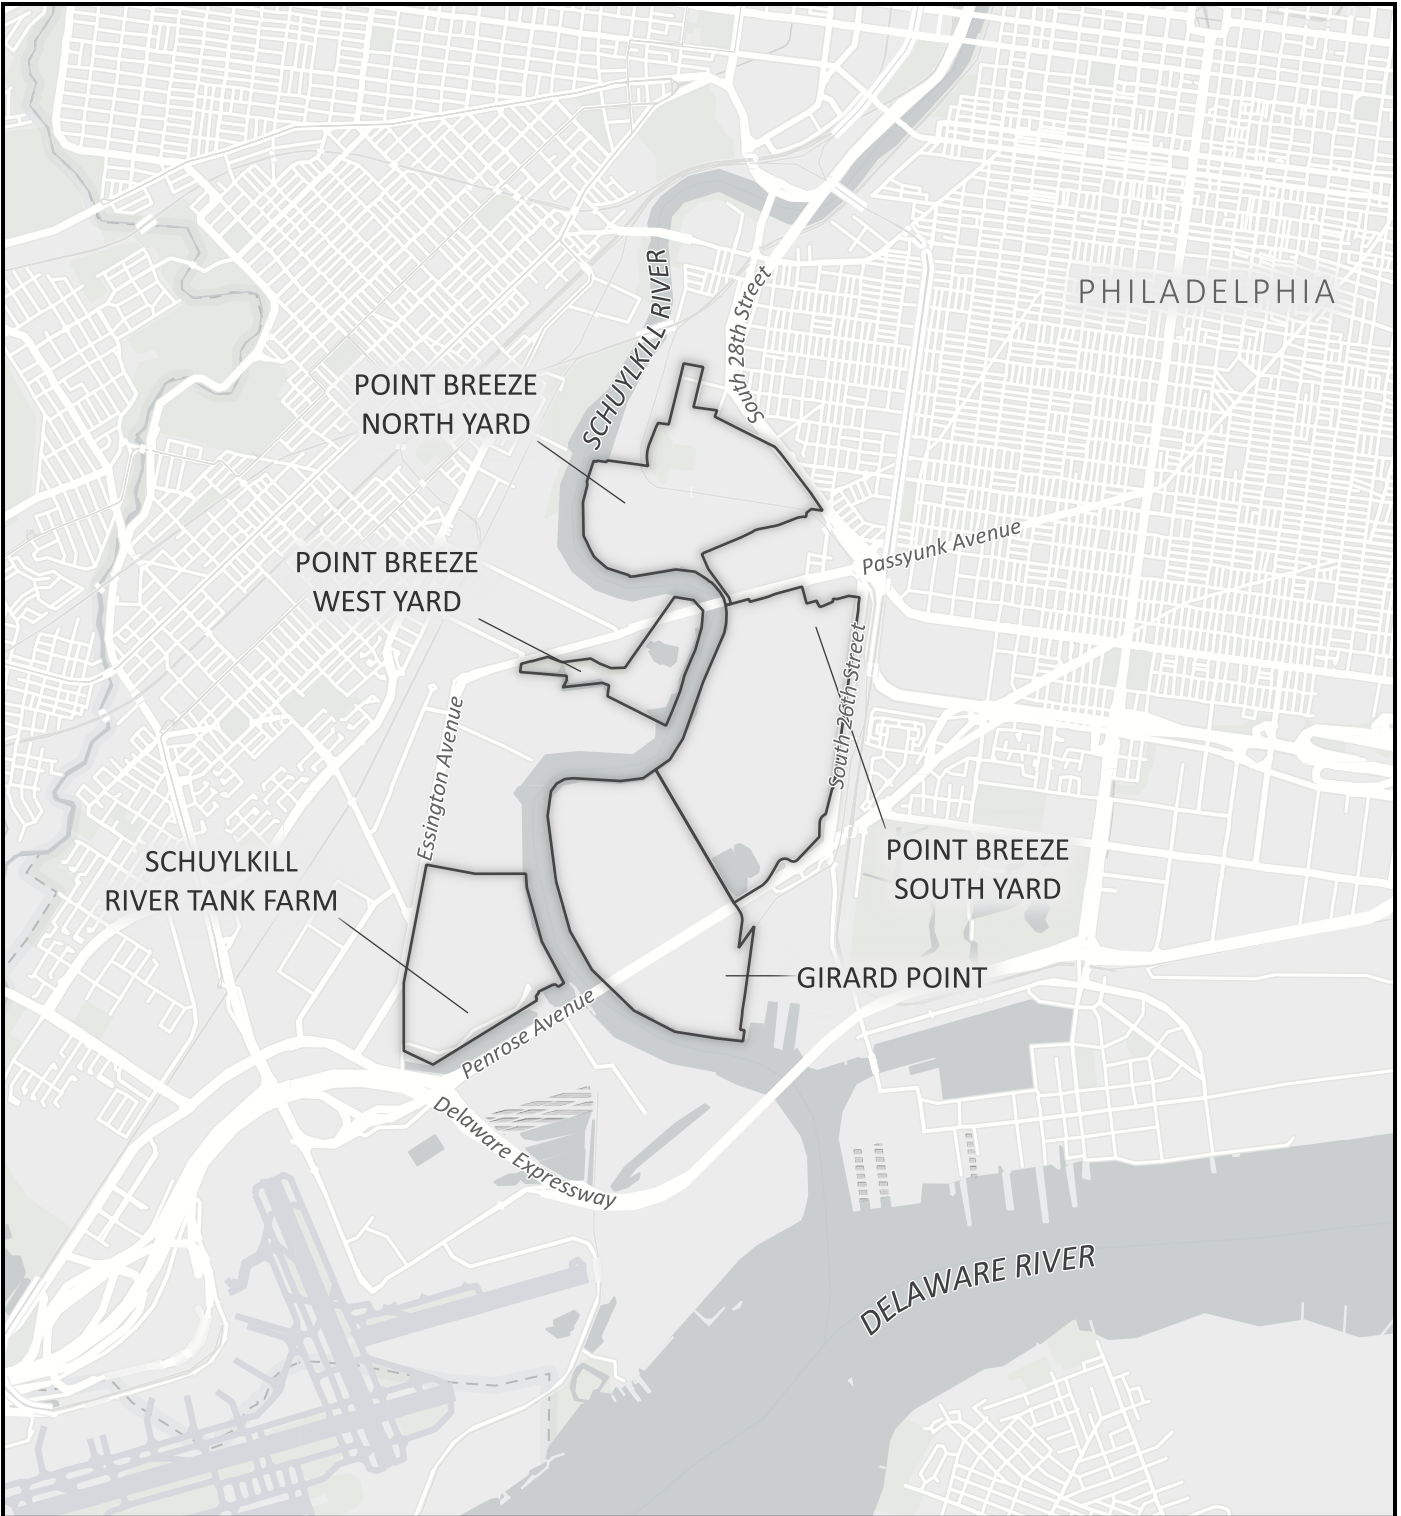 PHILADELPHIA
SCHUYLKILL RIVER
South 28th Street
POINT BREEZE
NORTH YARD
Passyunk Avenue
POINT BREEZE
WEST YARD
South 26th Street
Essington Avenue
SCHUYLKILL
RIVER TANK FARM
POINT BREEZE
SOUTH YARD
GIRARD POINT
Penrose Avenue
Delaware Expressway
DELAWARE RIVER